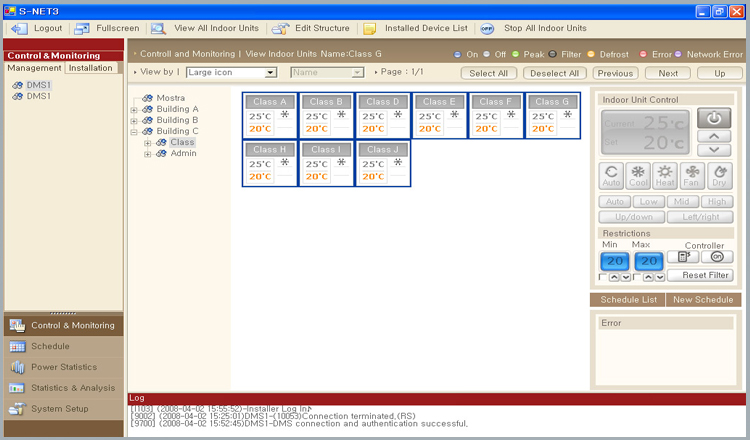 S-NET3
Logout Fullscreen View All Indoor Units Edit Structure Installed Device List Stop All Indoor Units
Control & Monitoring
Management Installation
DMS1
DMS1
Controll and Monitoring | View Indoor Units Name:Class G
On Off Peak Filter Defrost Error Network Error
View by | Large icon Name Page : 1/1
Select All Deselect All Previous Next Up
Mostra
Building A
Building B
Building C
Class
Admin
Class A Class B Class D Class E Class F Class G
25°C 25°C 25°C 25°C 25°C 25°C
20°C 20°C 20°C 20°C 20°C 20°C
Class H Class I Class J
25°C 25°C 25°C
20°C 20°C 20°C
Indoor Unit Control
Current 25°C
Set 20°C
Auto Cool Heat Fan Dry
Auto Low Mid High
Up/down Left/right
Restrictions
Min Max Controller
20 20
Reset Filter
Schedule List New Schedule
Error
Control & Monitoring
Schedule
Power Statistics
Statistics & Analysis
System Setup
Log
(2008-04-02 15:55:52)-Installer Log In
[9002] (2008-04-02 15:25:01)DMS1-(10053)Connection terminated.(RS)
[9700] (2008-04-02 15:52:45)DMS1-DMS connection and authentication successful.